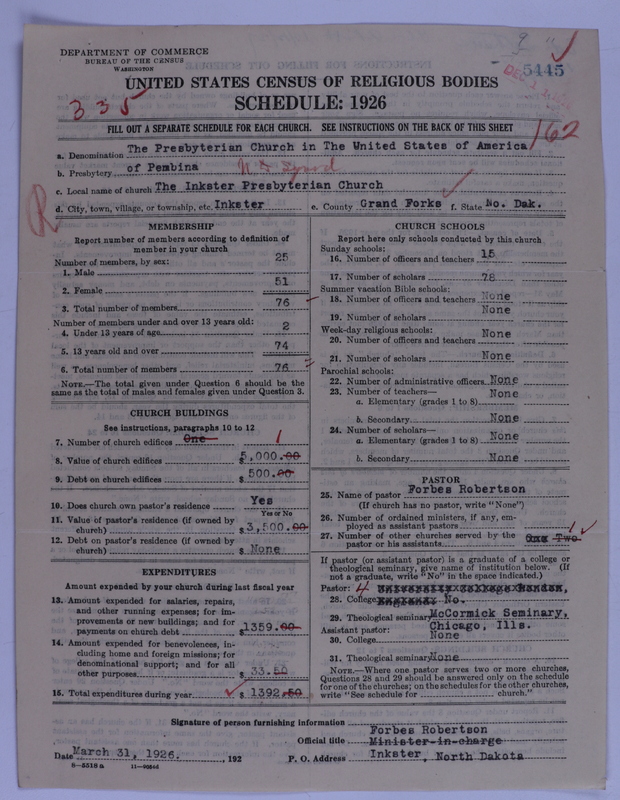 DEPARTMENT OF COMMERCE
BUREAU OF THE CENSUS
WASHINGTON
5445
UNITED STATES CENSUS OF RELIGIOUS BODIES
SCHEDULE: 1926
335
FILL OUT A SEPARATE SCHEDULE FOR EACH CHURCH. SEE INSTRUCTIONS ON THE BACK OF THIS SHEET
162
a. Denomination The Presbyterian Church in The United States of America
b. Presbytery of Pembina
c. Local name of church The Inkster Presbyterian Church
d. City, town, village, or township, etc. Inkster e. County Grand Forks f. State No. Dak.
MEMBERSHIP
Report number of members according to definition of
member in your church
Number of members, by sex:
1. Male 25
2. Female 51
3. Total number of members 76
Number of members under and over 13 years old:
4. Under 13 years of age 2
5. 13 years old and over 74
6. Total number of members 76
NOTE.—The total given under Question 6 should be the
same as the total of males and females given under Question 3.
CHURCH BUILDINGS
See instructions, paragraphs 10 to 12
7. Number of church edifices One 1
8. Value of church edifices $5,000.00
9. Debt on church edifices $500.00
10. Does church own pastor's residence Yes
Yes or No
11. Value of pastor's residence (if owned by
church) $3,500.00
12. Debt on pastor's residence (if owned by
church) $None
EXPENDITURES
Amount expended by your church during last fiscal year
13. Amount expended for salaries, repairs,
and other running expenses; for im-
provements or new buildings; and for
payments on church debt $1359.00
14. Amount expended for benevolences, in-
cluding home and foreign missions; for
denominational support; and for all
other purposes $33.50
15. Total expenditures during year $1392.50
CHURCH SCHOOLS
Report here only schools conducted by this church
Sunday schools:
16. Number of officers and teachers 15
17. Number of scholars 78
Summer vacation Bible schools:
18. Number of officers and teachers None
19. Number of scholars None
Week-day religious schools:
20. Number of officers and teachers None
21. Number of scholars None
Parochial schools:
22. Number of administrative officers None
23. Number of teachers—
a. Elementary (grades 1 to 8) None
b. Secondary None
24. Number of scholars—
a. Elementary (grades 1 to 8) None
b. Secondary None
PASTOR
25. Name of pastor Forbes Robertson
(If church has no pastor, write "None")
26. Number of ordained ministers, if any, em-
ployed as assistant pastors
27. Number of other churches served by the
pastor or his assistants One Two 1
If pastor (or assistant pastor) is a graduate of a college or
theological seminary, give name of institution below. (If
not a graduate, write "No" in the space indicated.)
Pastor: University College London,
28. College England. No.
29. Theological seminary McCormick Seminary,
Chicago, Ills.
Assistant pastor:
30. College None
31. Theological seminary None
NOTE.—Where one pastor serves two or more churches,
Questions 28 and 29 should be answered only on the schedule
for one of the churches; on the schedules for the other churches,
write "See schedule for church."
Signature of person furnishing information Forbes Robertson
Official title Minister-in-charge
Date March 31, 1926. , 192 P. O. Address Inkster, North Dakota
8—5518 a 11—90646